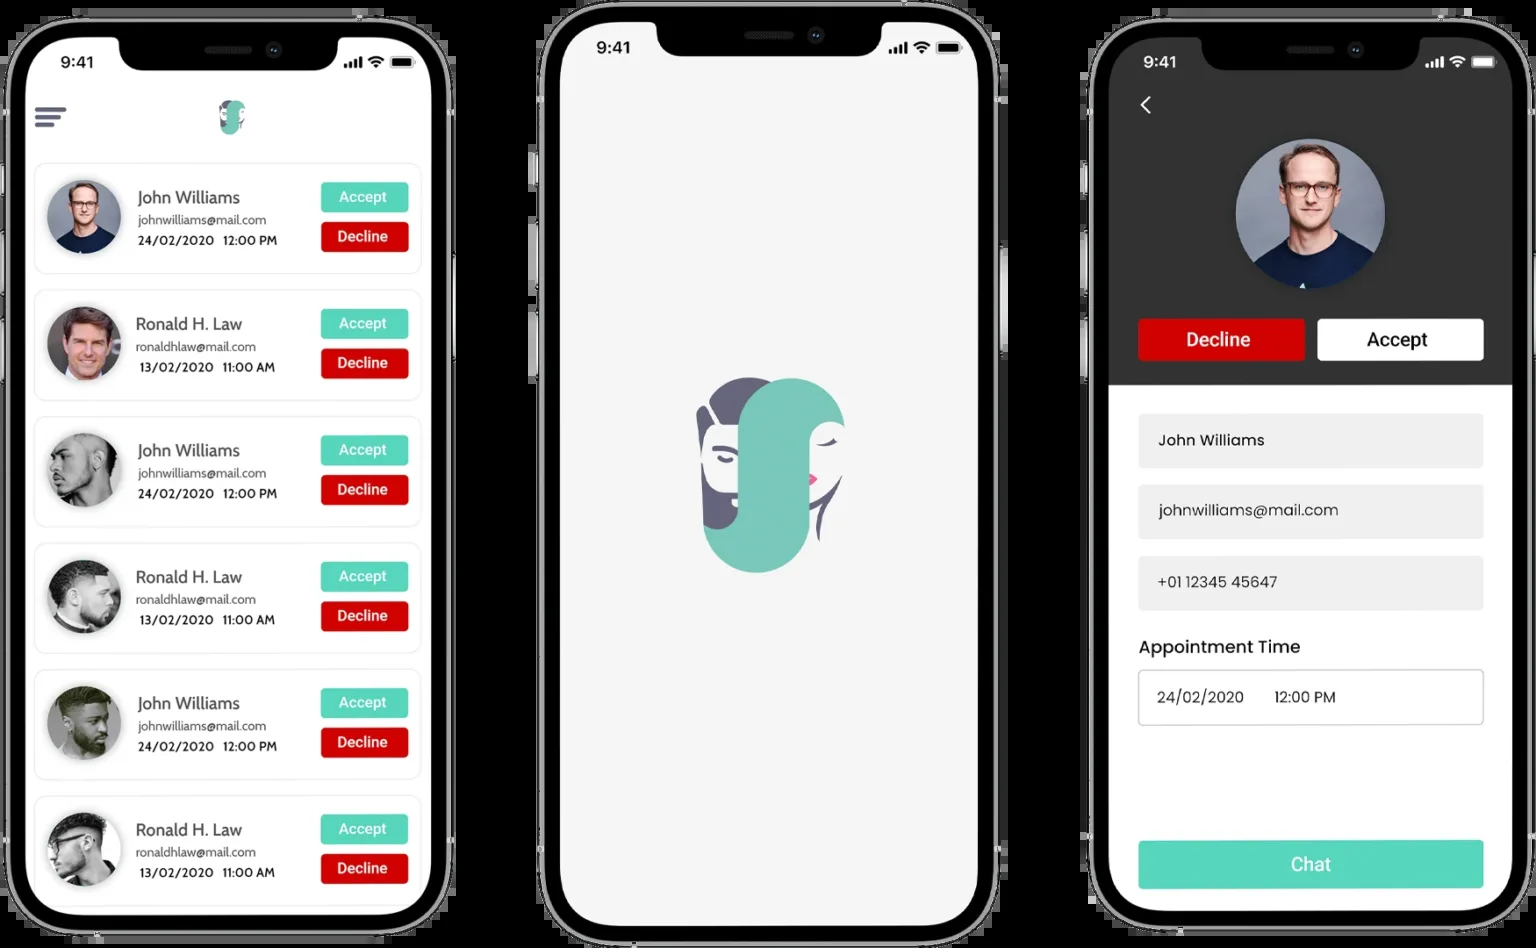 9:41
John Williams
johnwilliams@mail.com
24/02/2020 12:00 PM
Accept
Decline
Ronald H. Law
ronaldhlaw@mail.com
13/02/2020 11:00 AM
Accept
Decline
John Williams
johnwilliams@mail.com
24/02/2020 12:00 PM
Accept
Decline
Ronald H. Law
ronaldhlaw@mail.com
13/02/2020 11:00 AM
Accept
Decline
John Williams
johnwilliams@mail.com
24/02/2020 12:00 PM
Accept
Decline
Ronald H. Law
ronaldhlaw@mail.com
13/02/2020 11:00 AM
Accept
Decline
9:41
9:41
Decline Accept
John Williams
johnwilliams@mail.com
+01 12345 45647
Appointment Time
24/02/2020 12:00 PM
Chat